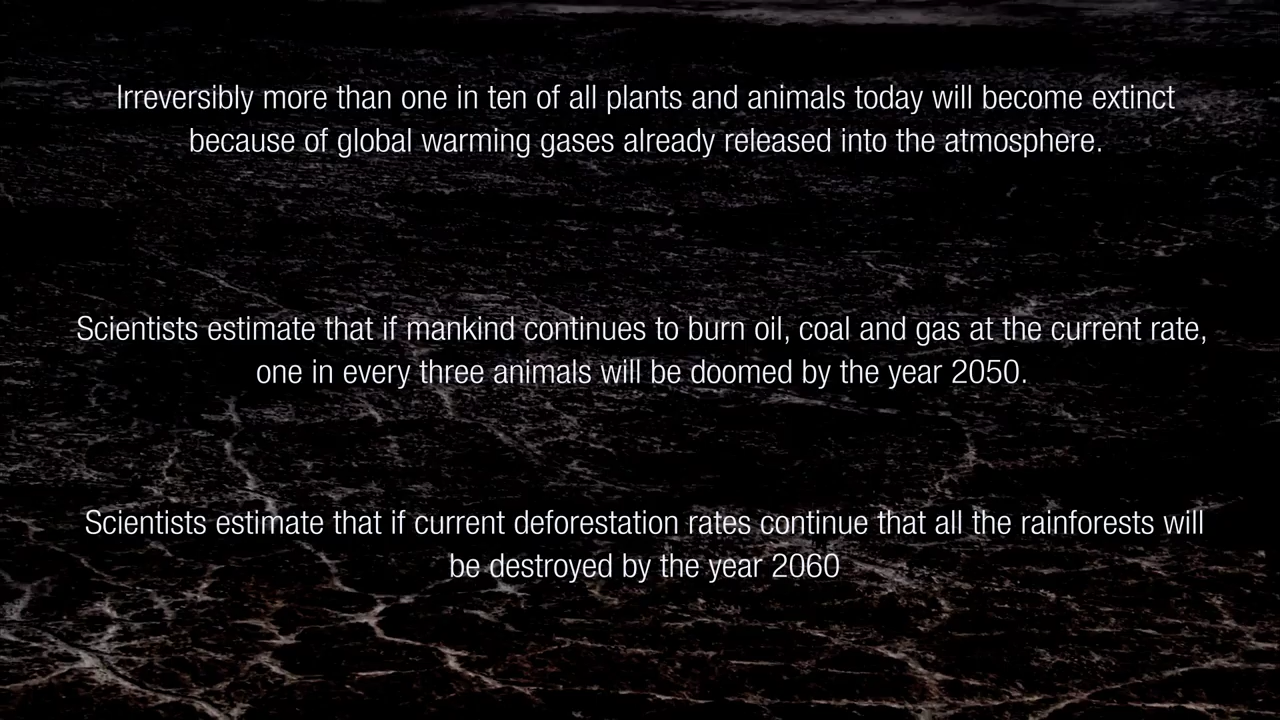 Irreversibly more than one in ten of all plants and animals today will become extinct
because of global warming gases already released into the atmosphere.
Scientists estimate that if mankind continues to burn oil, coal and gas at the current rate,
one in every three animals will be doomed by the year 2050.
Scientists estimate that if current deforestation rates continue that all the rainforests will
be destroyed by the year 2060